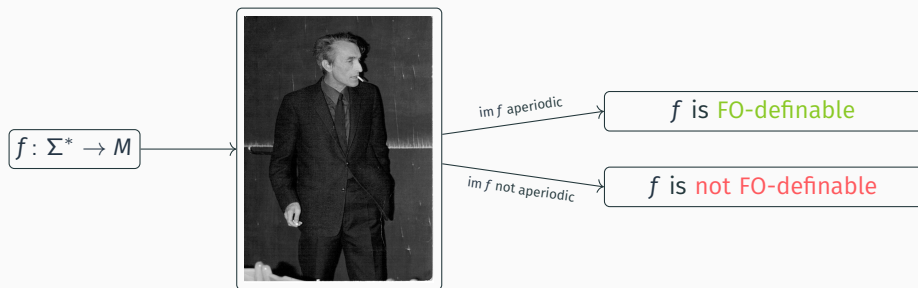 f : Σ* → M
im f aperiodic
f is FO-definable
im f not aperiodic
f is not FO-definable